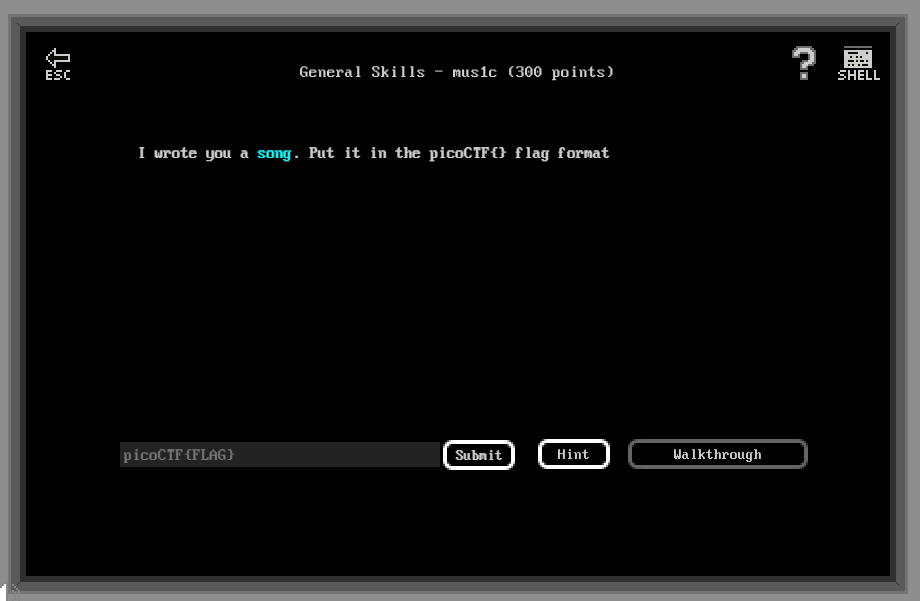 ESC
General Skills - mus1c (300 points)
?
SHELL
I wrote you a song. Put it in the picoCTF{} flag format
picoCTF{FLAG}
Submit
Hint
Walkthrough